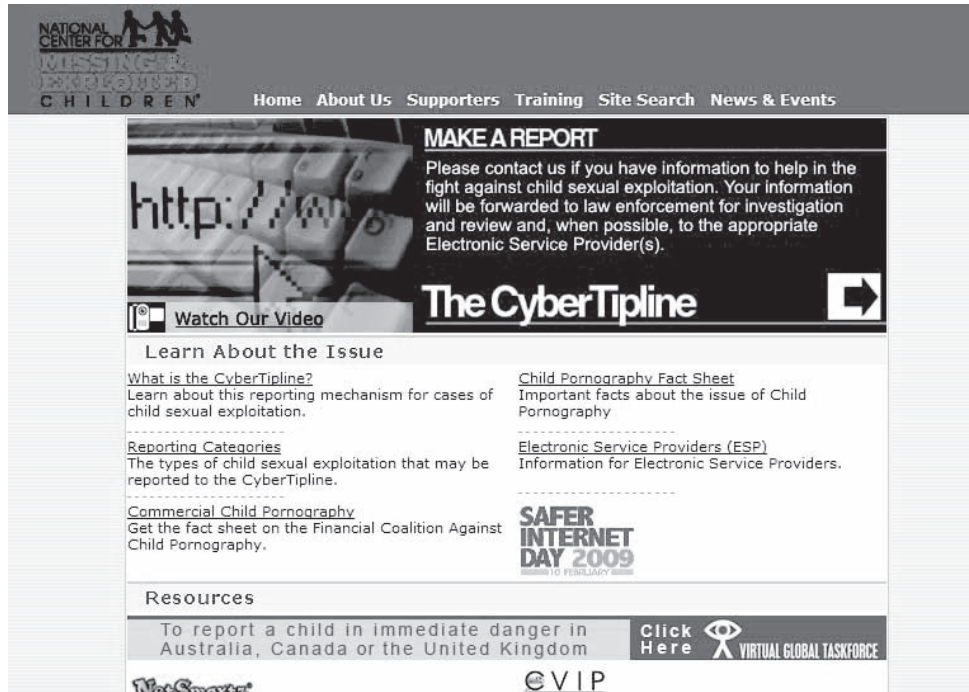 NATIONAL
CENTER FOR
MISSING &
EXPLOITED
CHILDREN
Home About Us Supporters Training Site Search News & Events
http://w
Watch Our Video
MAKE A REPORT
Please contact us if you have information to help in the
fight against child sexual exploitation. Your information
will be forwarded to law enforcement for investigation
and review and, when possible, to the appropriate
Electronic Service Provider(s).
The CyberTipline
Learn About the Issue
What is the CyberTipline?
Learn about this reporting mechanism for cases of
child sexual exploitation.
Reporting Categories
The types of child sexual exploitation that may be
reported to the CyberTipline.
Commercial Child Pornography
Get the fact sheet on the Financial Coalition Against
Child Pornography.
Child Pornography Fact Sheet
Important facts about the issue of Child
Pornography
Electronic Service Providers (ESP)
Information for Electronic Service Providers.
SAFER
INTERNET
DAY 2009
10 FEBRUARY
Resources
To report a child in immediate danger in
Australia, Canada or the United Kingdom
Click
Here
VIRTUAL GLOBAL TASKFORCE
NetSmartz
CVIP